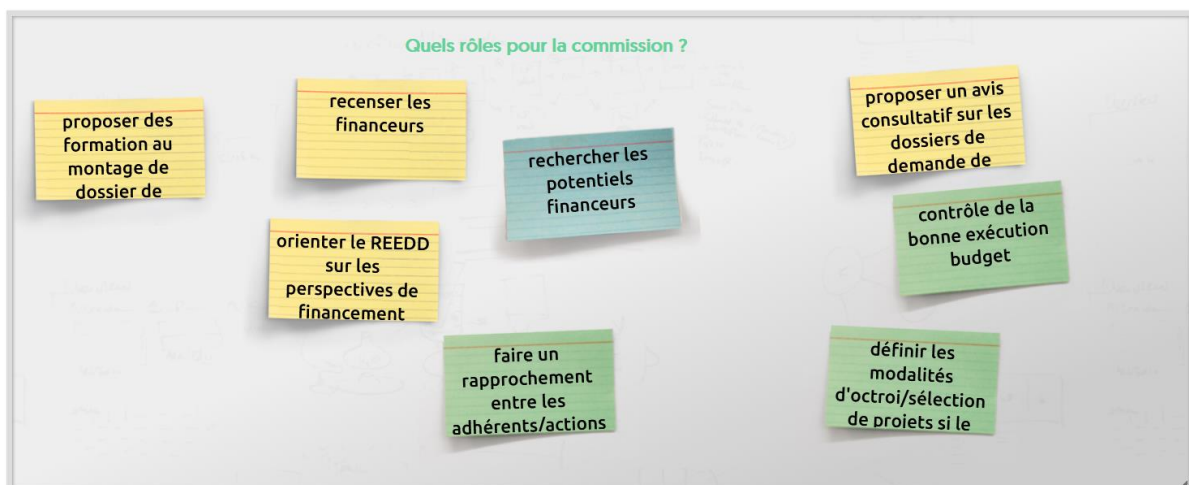 Quels rôles pour la commission ?
proposer des
formation au
montage de
dossier de
recenser les
financeurs
rechercher les
potentiels
financeurs
proposer un avis
consultatif sur les
dossiers de
demande de
contrôle de la
bonne exécution
budget
orienter le REEDD
sur les
perspectives de
financement
faire un
rapprochement
entre les
adhérents/actions
définir les
modalités
d'octroi/sélection
de projets si le